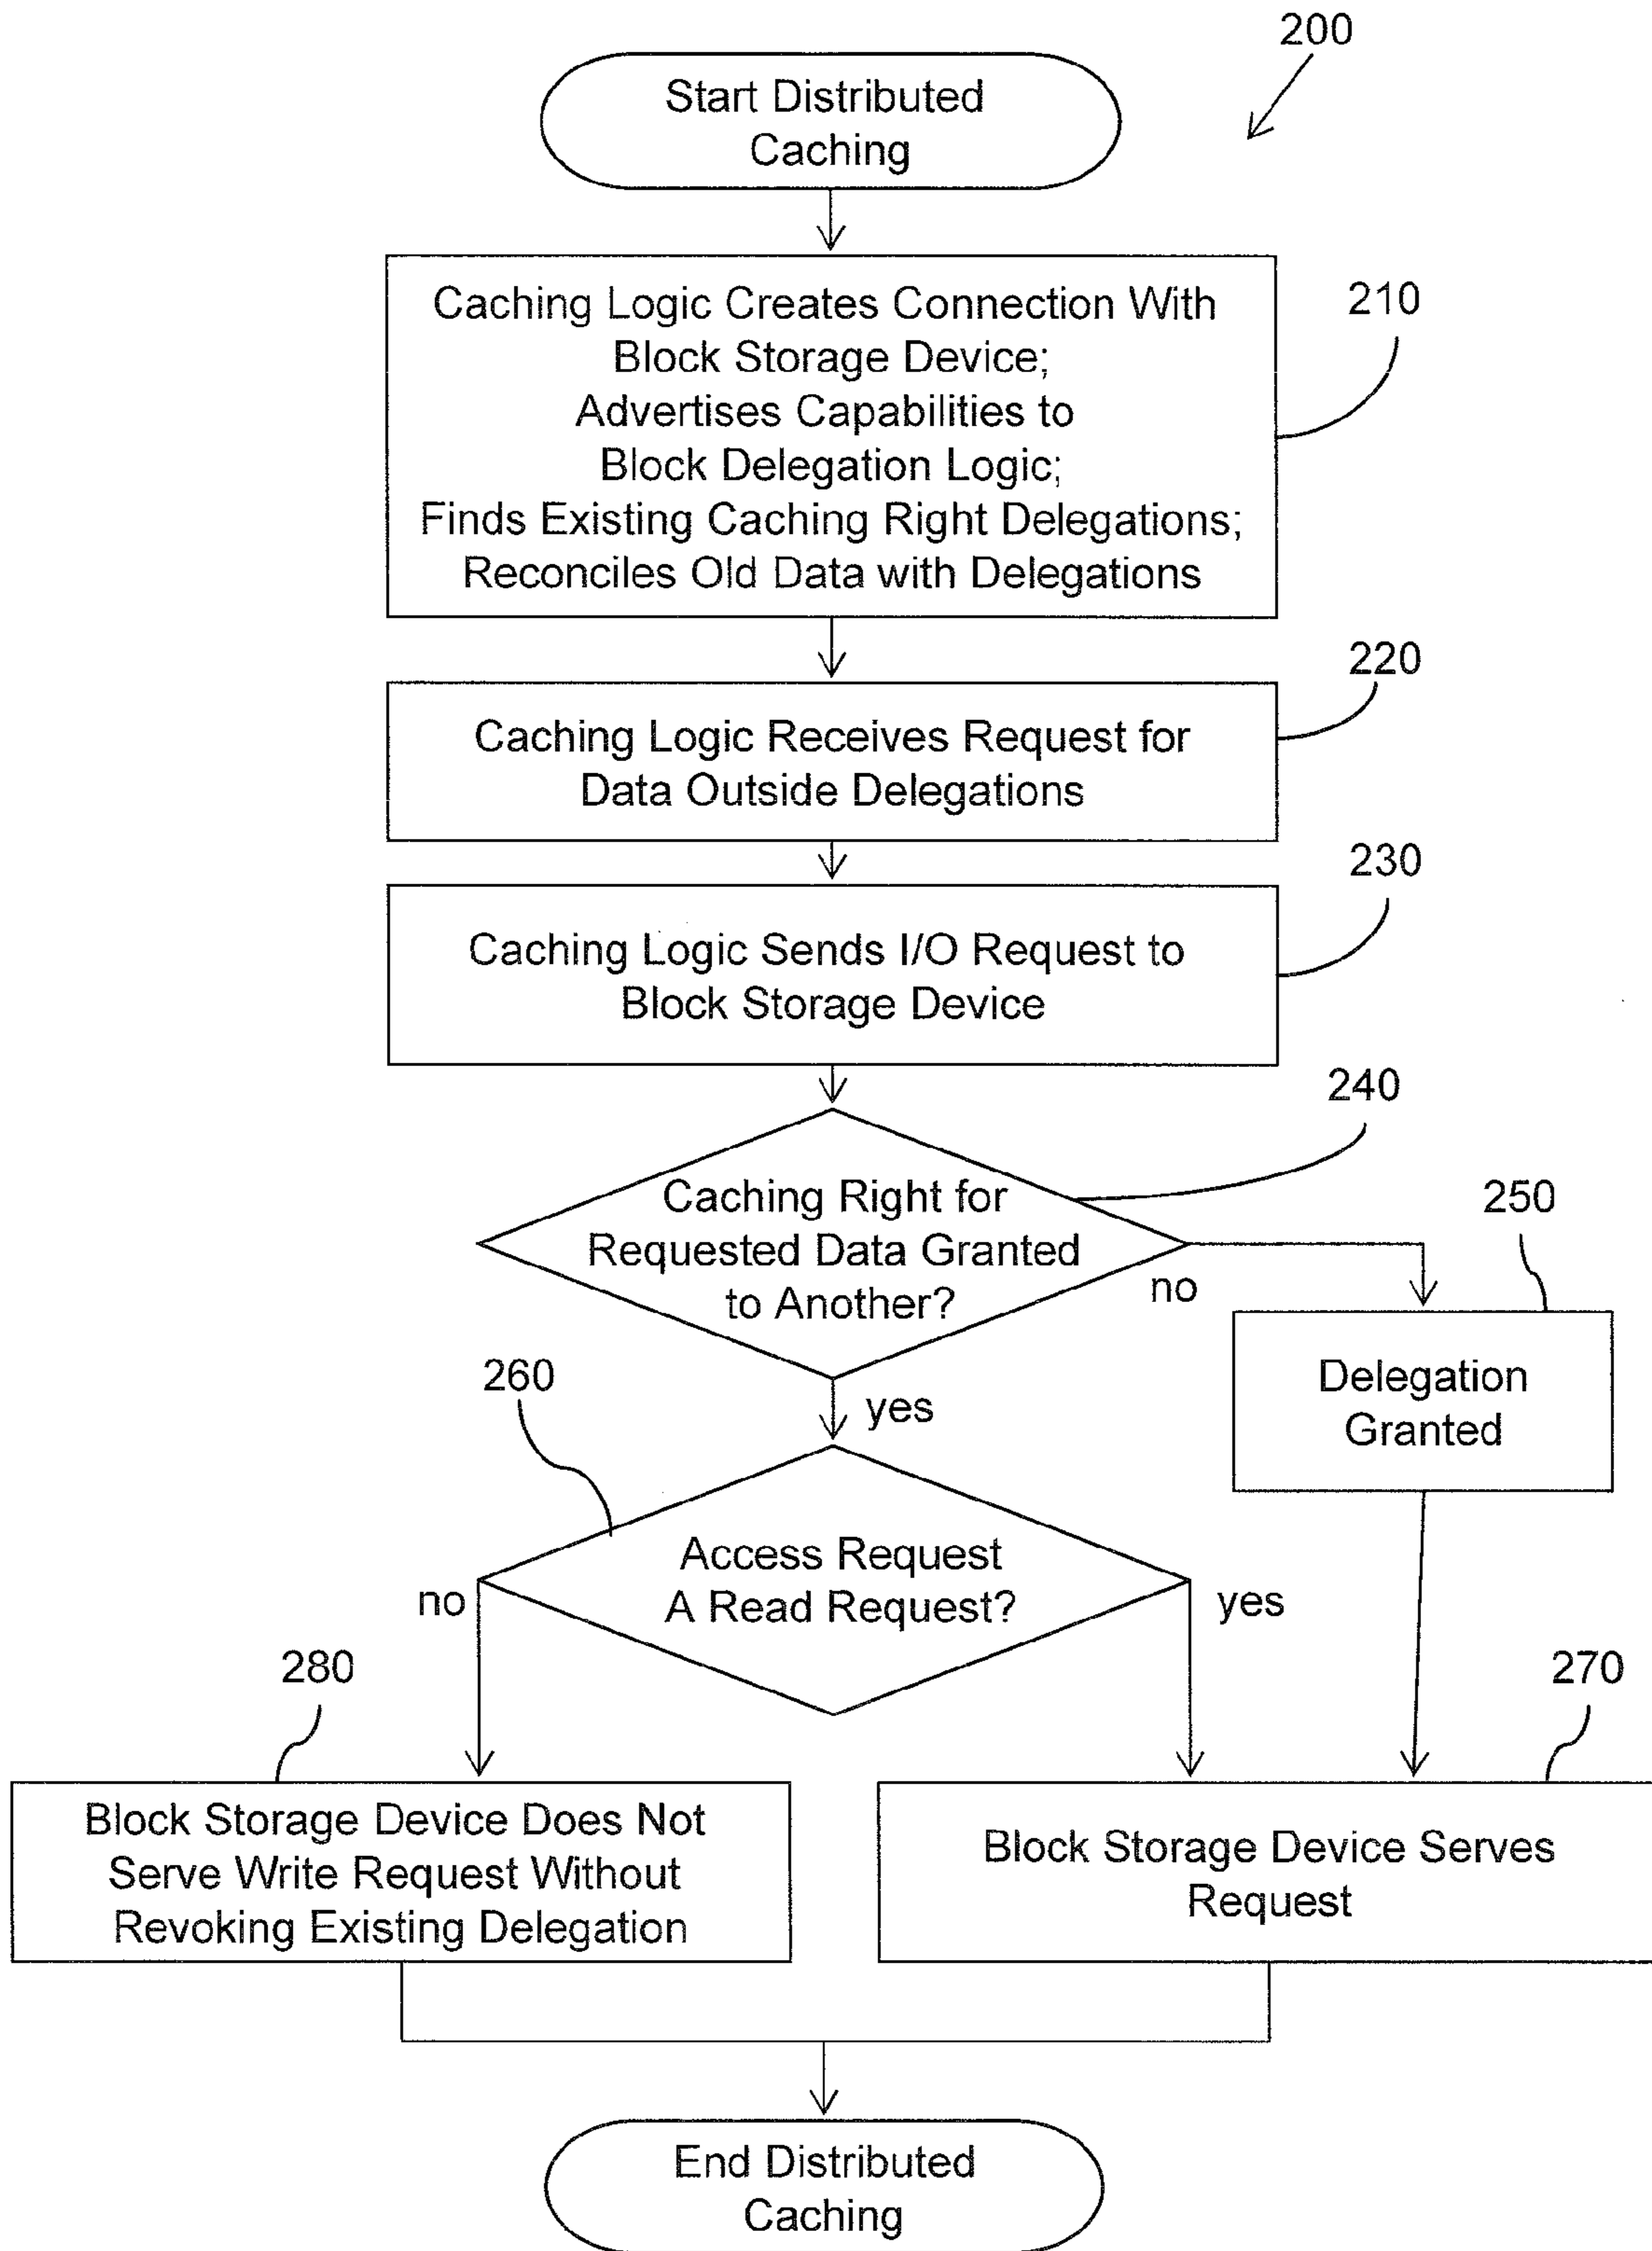 200
Start Distributed
Caching
Caching Logic Creates Connection With
Block Storage Device;
Advertises Capabilities to
Block Delegation Logic;
Finds Existing Caching Right Delegations;
Reconciles Old Data with Delegations
210
Caching Logic Receives Request for
Data Outside Delegations
220
Caching Logic Sends I/O Request to
Block Storage Device
230
240
Caching Right for
Requested Data Granted
to Another?
no
250
Delegation
Granted
yes
260
Access Request
A Read Request?
no
yes
280
270
Block Storage Device Does Not
Serve Write Request Without
Revoking Existing Delegation
Block Storage Device Serves
Request
End Distributed
Caching